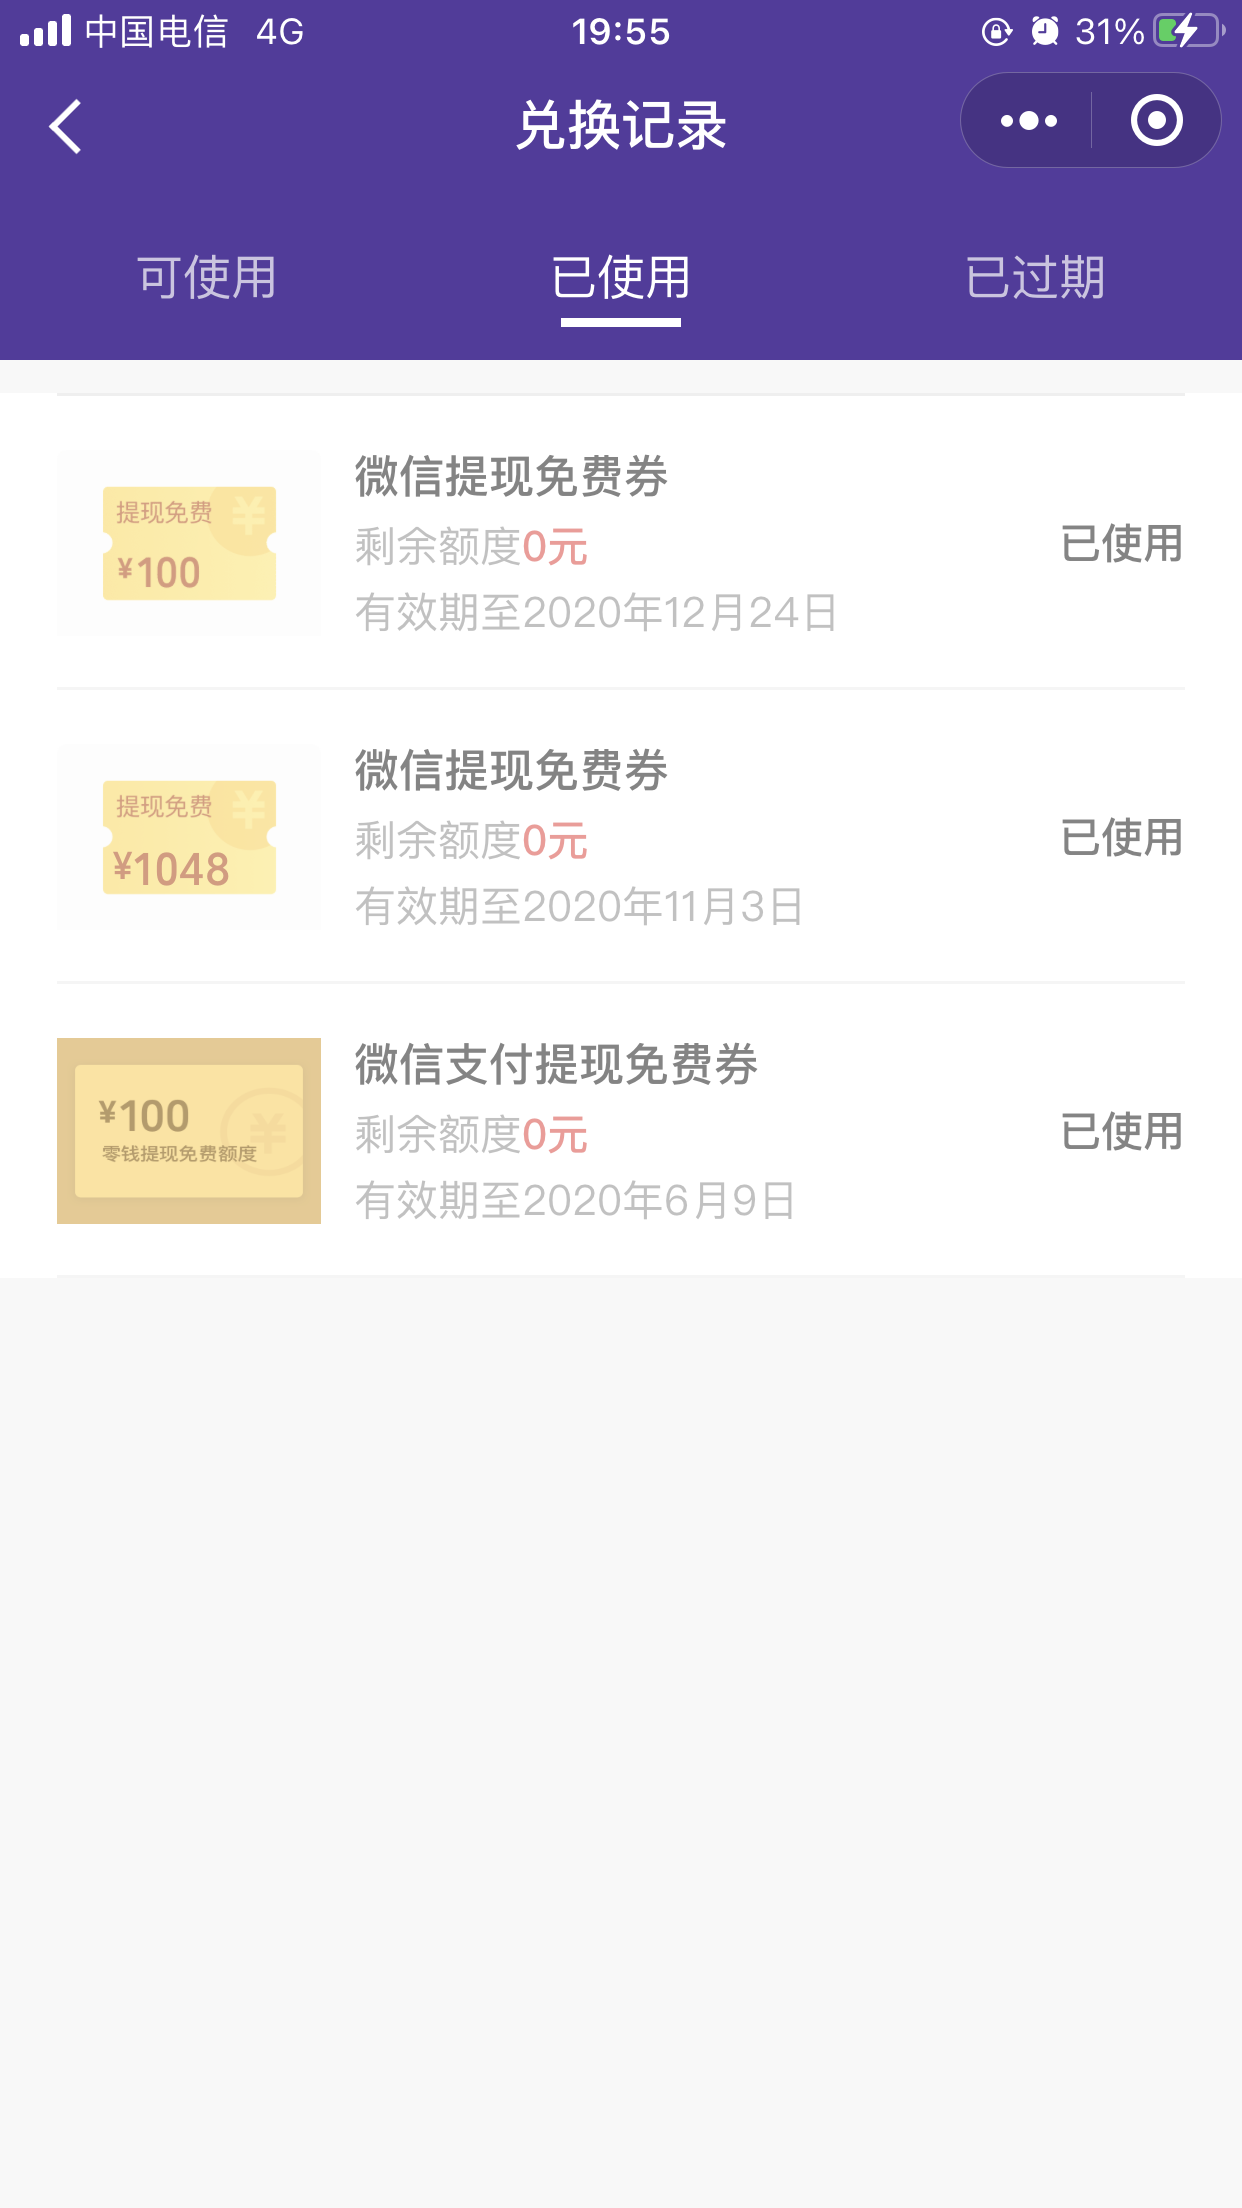 中国电信 4G 19:55 31%
兑换记录
可使用 已使用 已过期
提现免费 ¥
¥100
微信提现免费券
剩余额度0元
有效期至2020年12月24日
已使用
提现免费 ¥
¥1048
微信提现免费券
剩余额度0元
有效期至2020年11月3日
已使用
¥100
零钱提现免费额度
¥
微信支付提现免费券
剩余额度0元
有效期至2020年6月9日
已使用